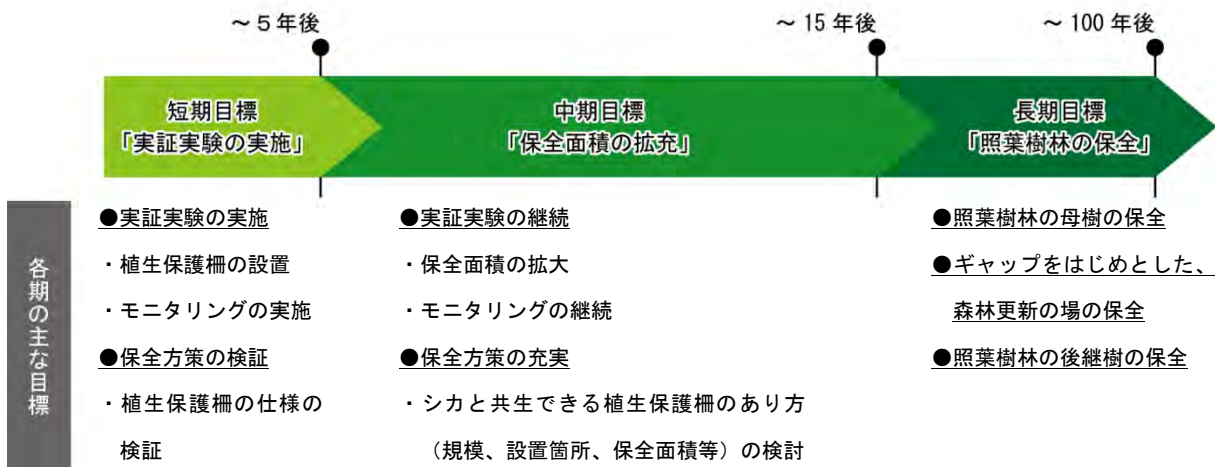 ~5年後
~15年後
~100年後
短期目標
「実証実験の実施」
中期目標
「保全面積の拡充」
長期目標
「照葉樹林の保全」
各期の主な目標
●実証実験の実施
・植生保護柵の設置
・モニタリングの実施
●保全方策の検証
・植生保護柵の仕様の
検証
●実証実験の継続
・保全面積の拡大
・モニタリングの継続
●保全方策の充実
・シカと共生できる植生保護柵のあり方
(規模、設置箇所、保全面積等)の検討
●照葉樹林の母樹の保全
●ギャップをはじめとした、
森林更新の場の保全
●照葉樹林の後継樹の保全